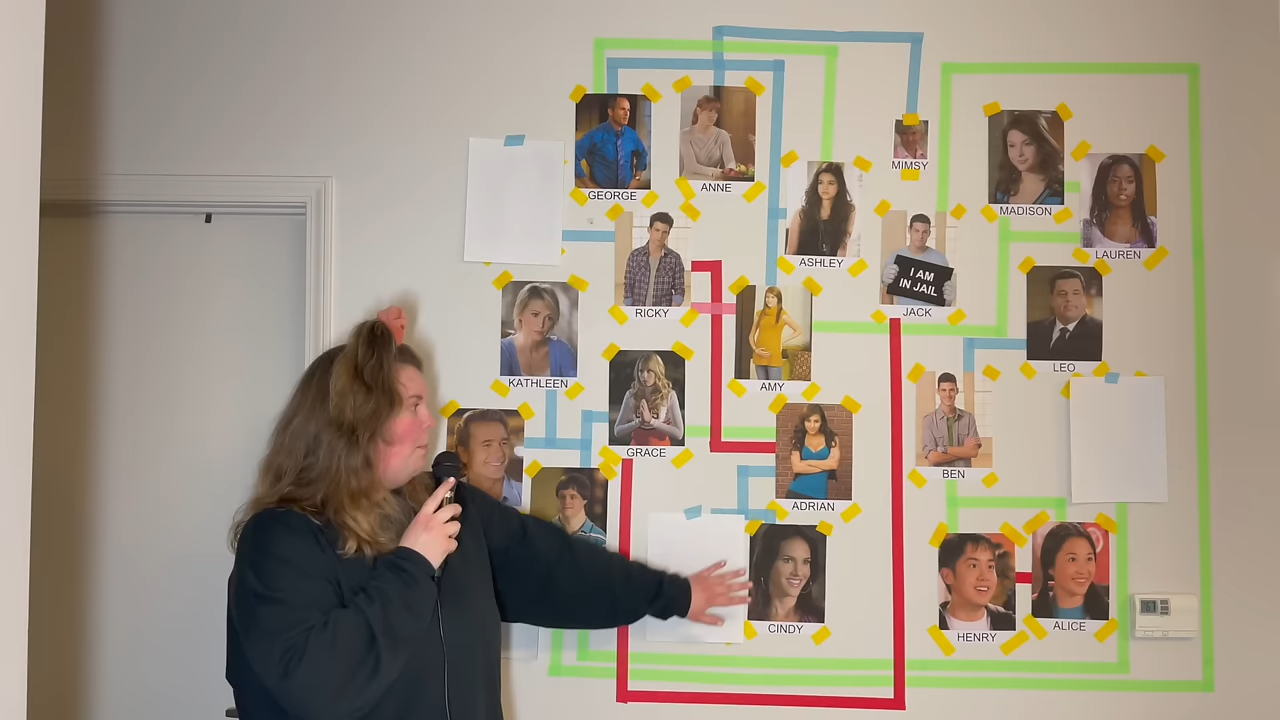 GEORGE
ANNE
MIMSY
MADISON
LAUREN
ASHLEY
I AM
IN JAIL
JACK
RICKY
KATHLEEN
AMY
LEO
GRACE
ADRIAN
BEN
CINDY
HENRY
ALICE